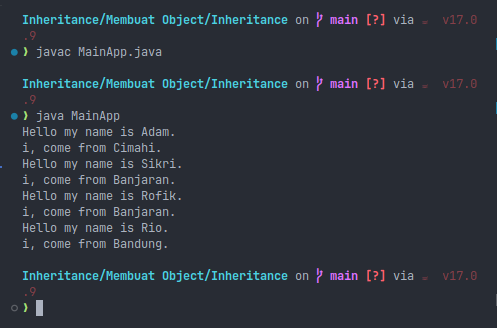 Inheritance/Membuat Object/Inheritance on main [?] via ☕ v17.0
.9
❯ javac MainApp.java
Inheritance/Membuat Object/Inheritance on main [?] via ☕ v17.0
.9
❯ java MainApp
Hello my name is Adam.
i, come from Cimahi.
Hello my name is Sikri.
i, come from Banjaran.
Hello my name is Rofik.
i, come from Banjaran.
Hello my name is Rio.
i, come from Bandung.
Inheritance/Membuat Object/Inheritance on main [?] via ☕ v17.0
.9
❯